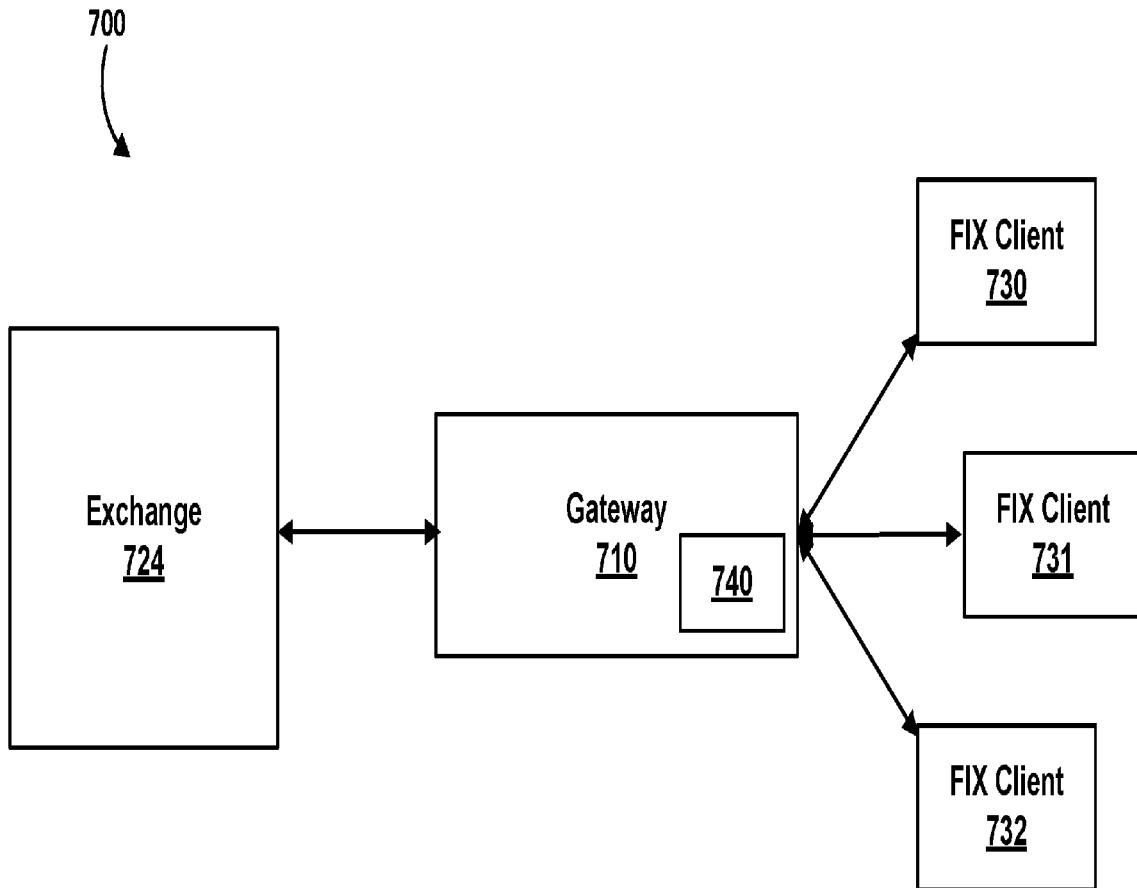 700
FIX Client
730
Exchange
724
Gateway
710
740
FIX Client
731
FIX Client
732